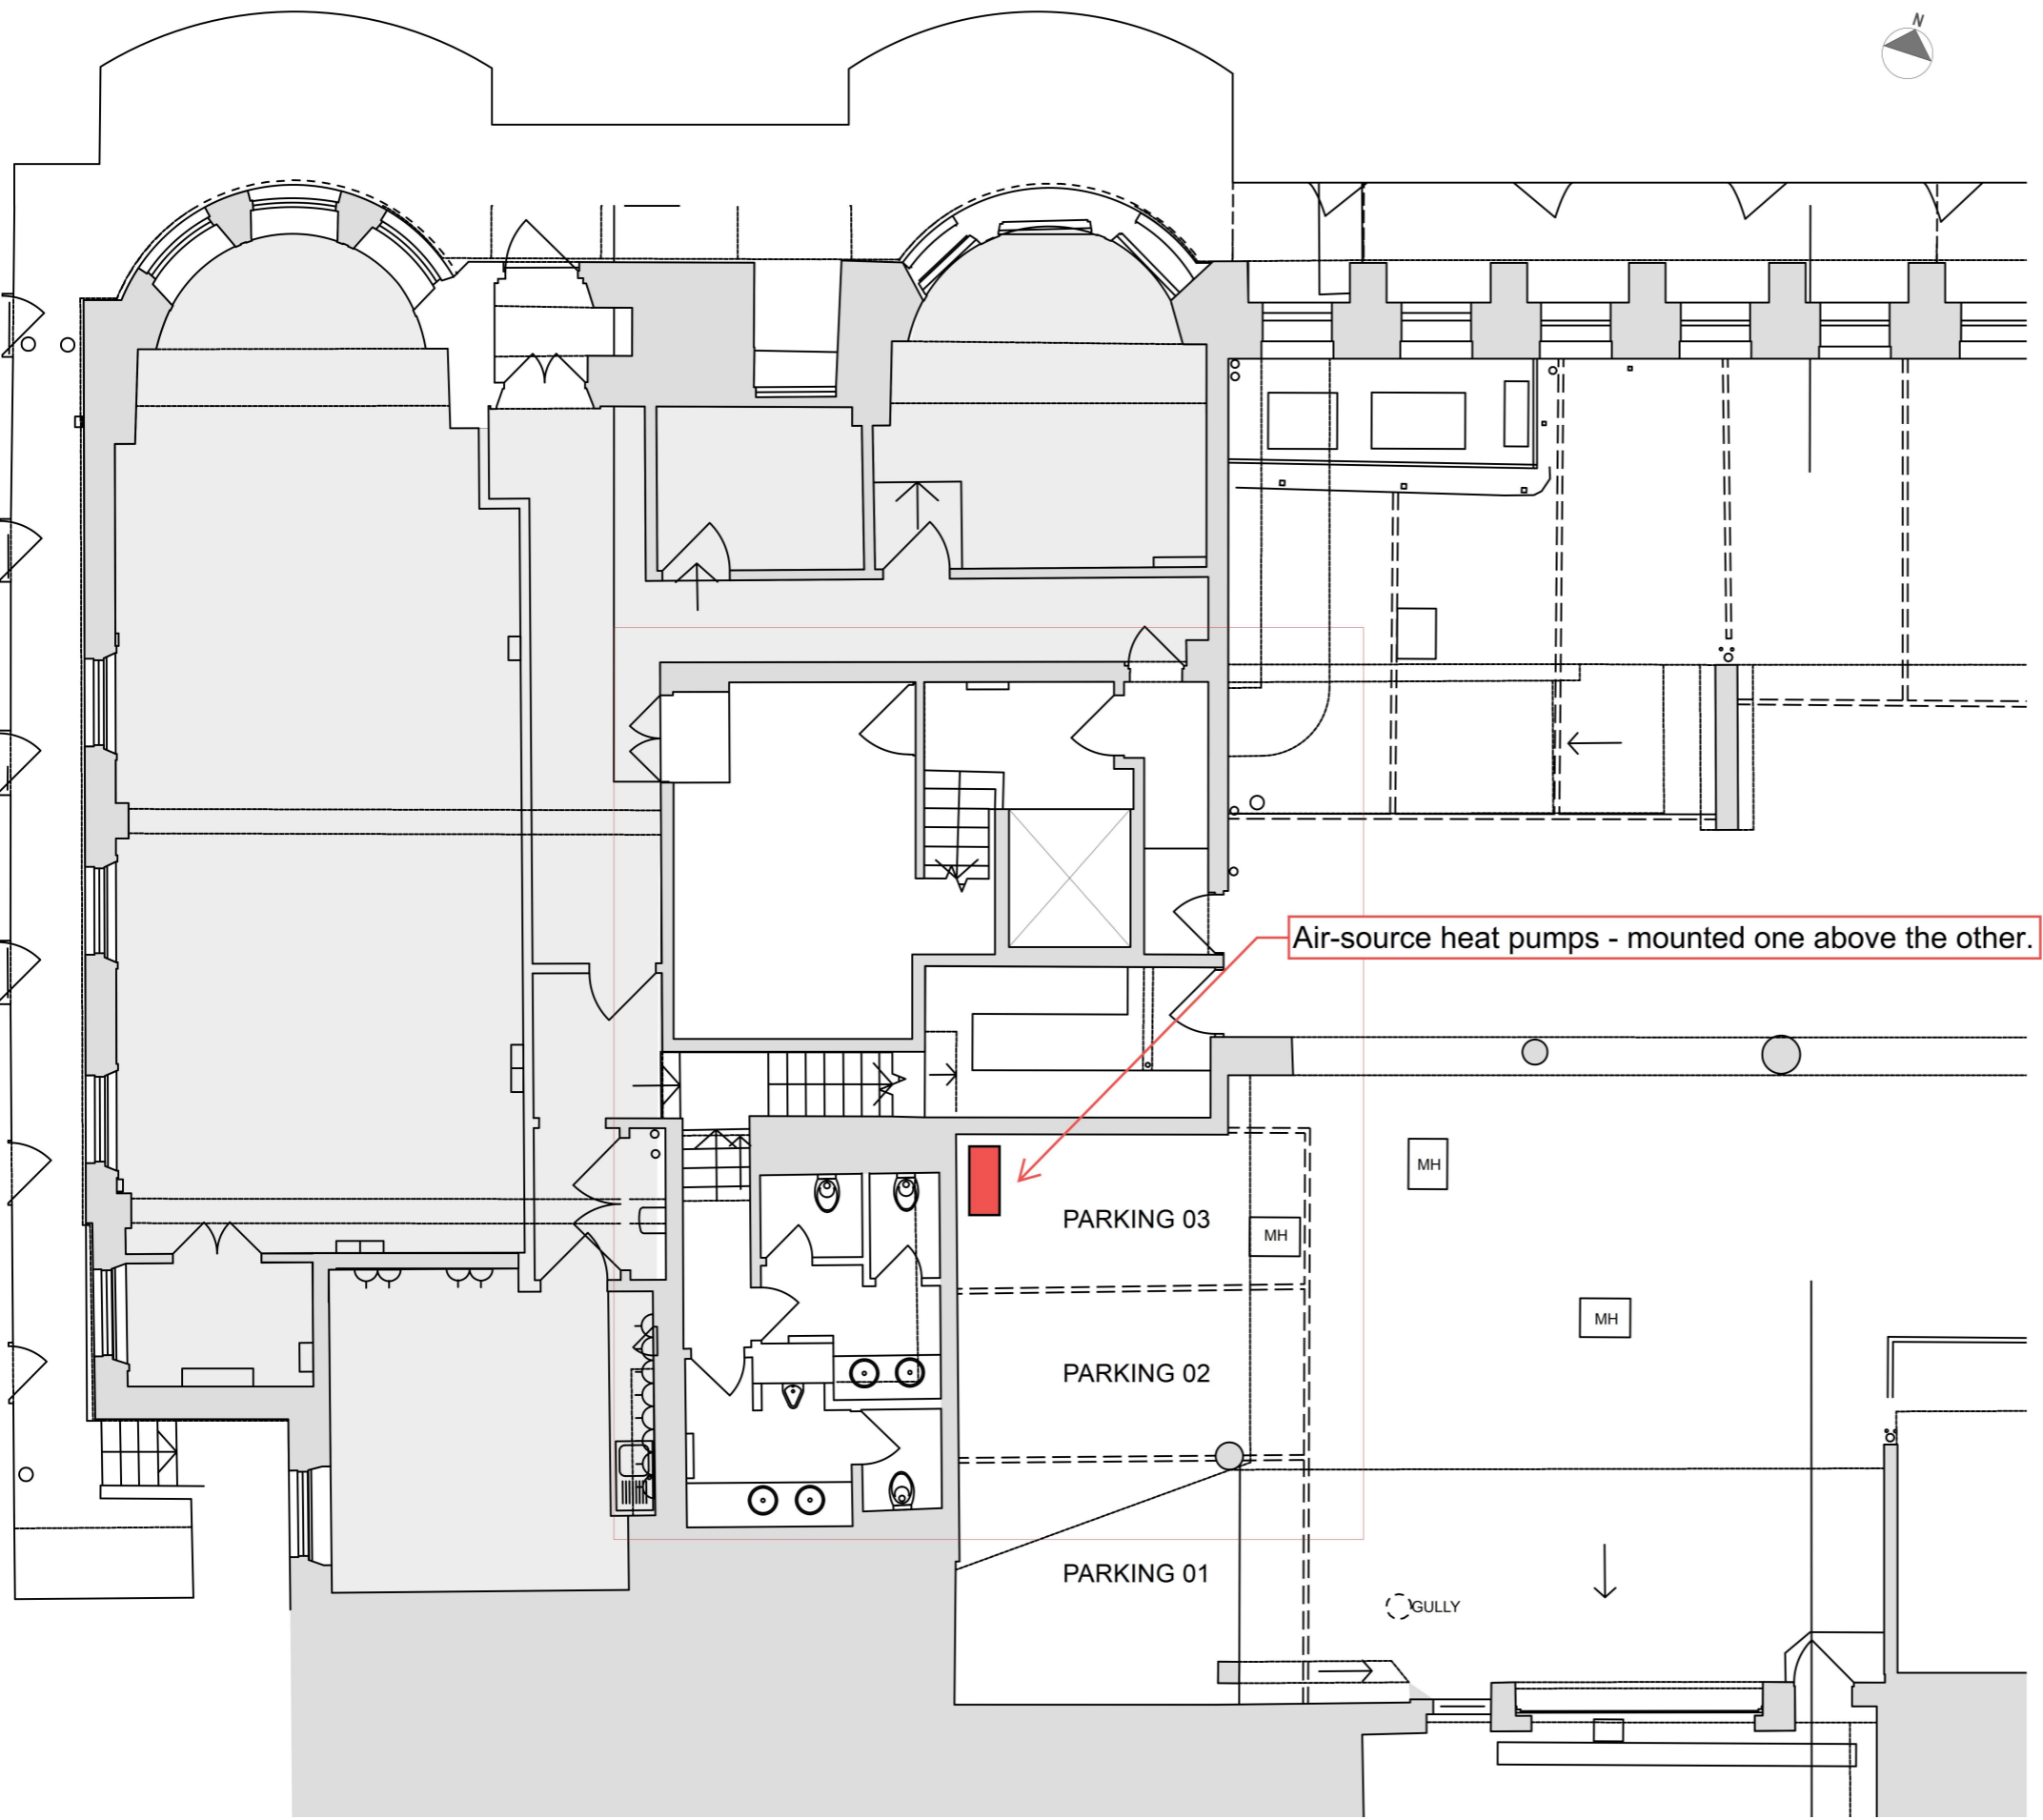 N
Air-source heat pumps - mounted one above the other.
MH
PARKING 03
MH
MH
PARKING 02
PARKING 01
GULLY